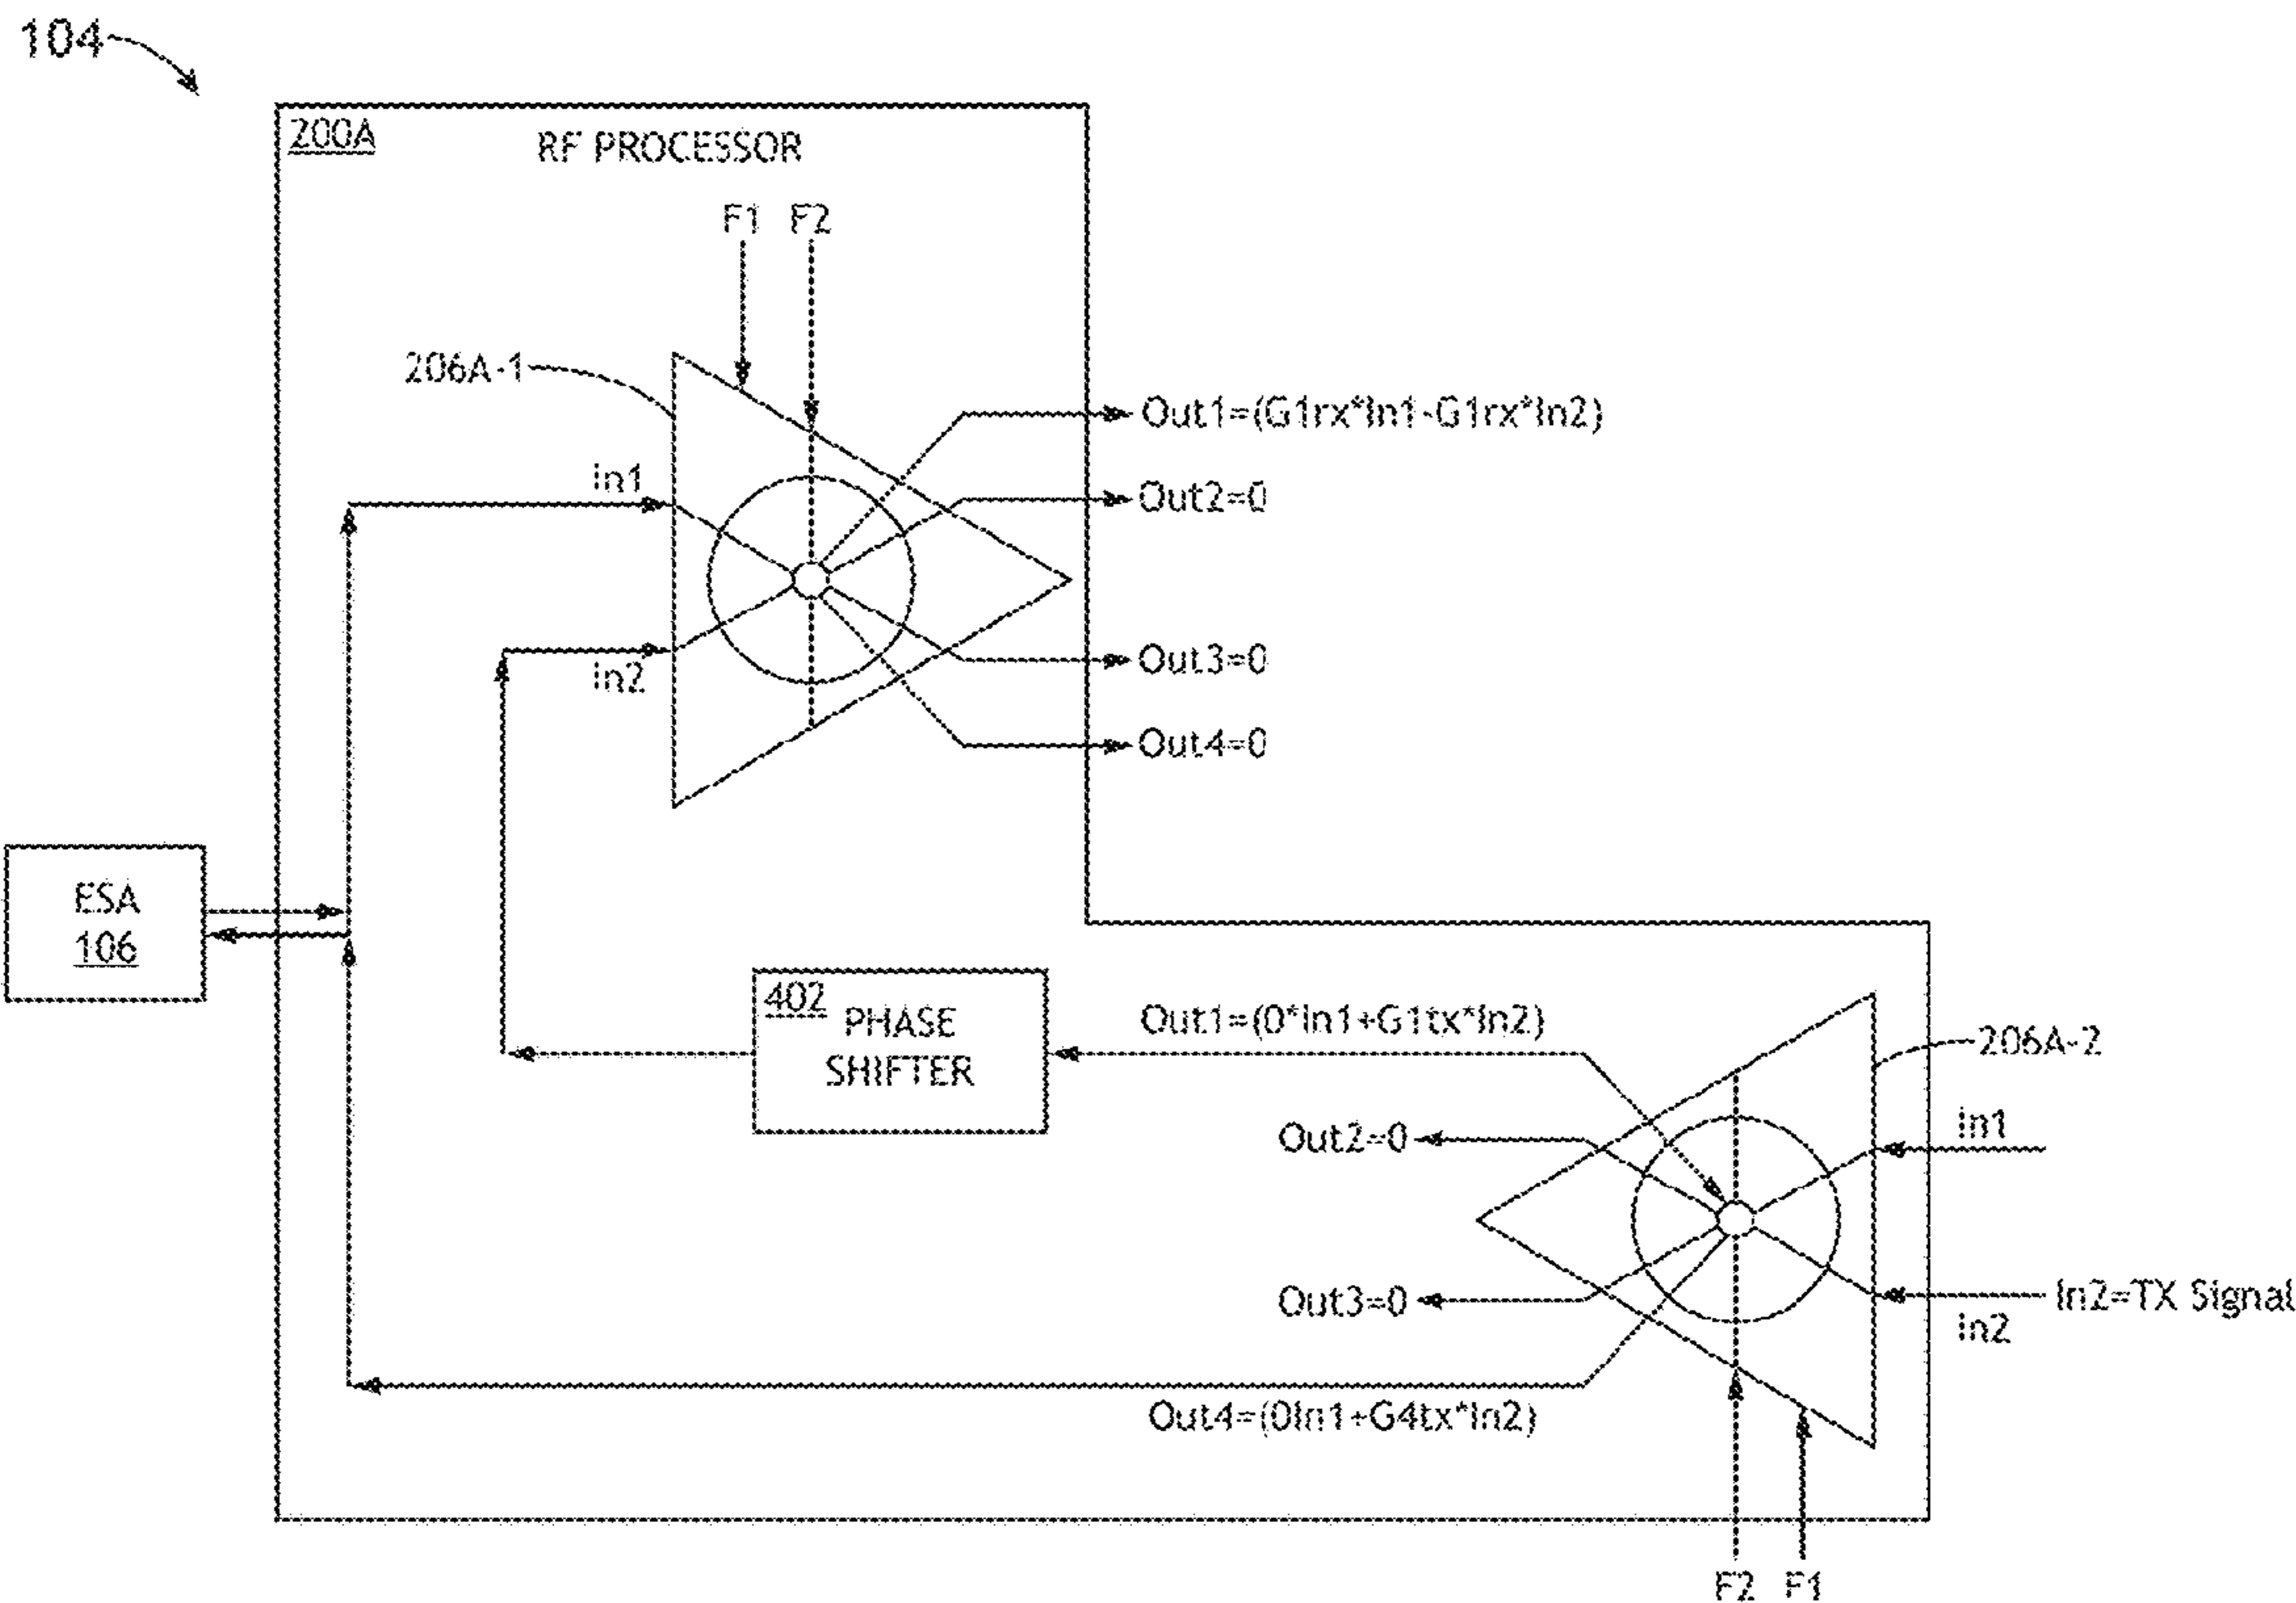 104
200A
RF PROCESSOR
F1 F2
206A-1
Out1=(G1rx*In1-G1rx*In2)
in1
Out2=0
in2
Out3=0
Out4=0
ESA
106
402
PHASE
SHIFTER
Out1=(0*In1+G1tx*In2)
206A-2
in1
Out2=0
Out3=0
In2=TX Signal
in2
Out4=(0In1+G4tx*In2)
F2 F1